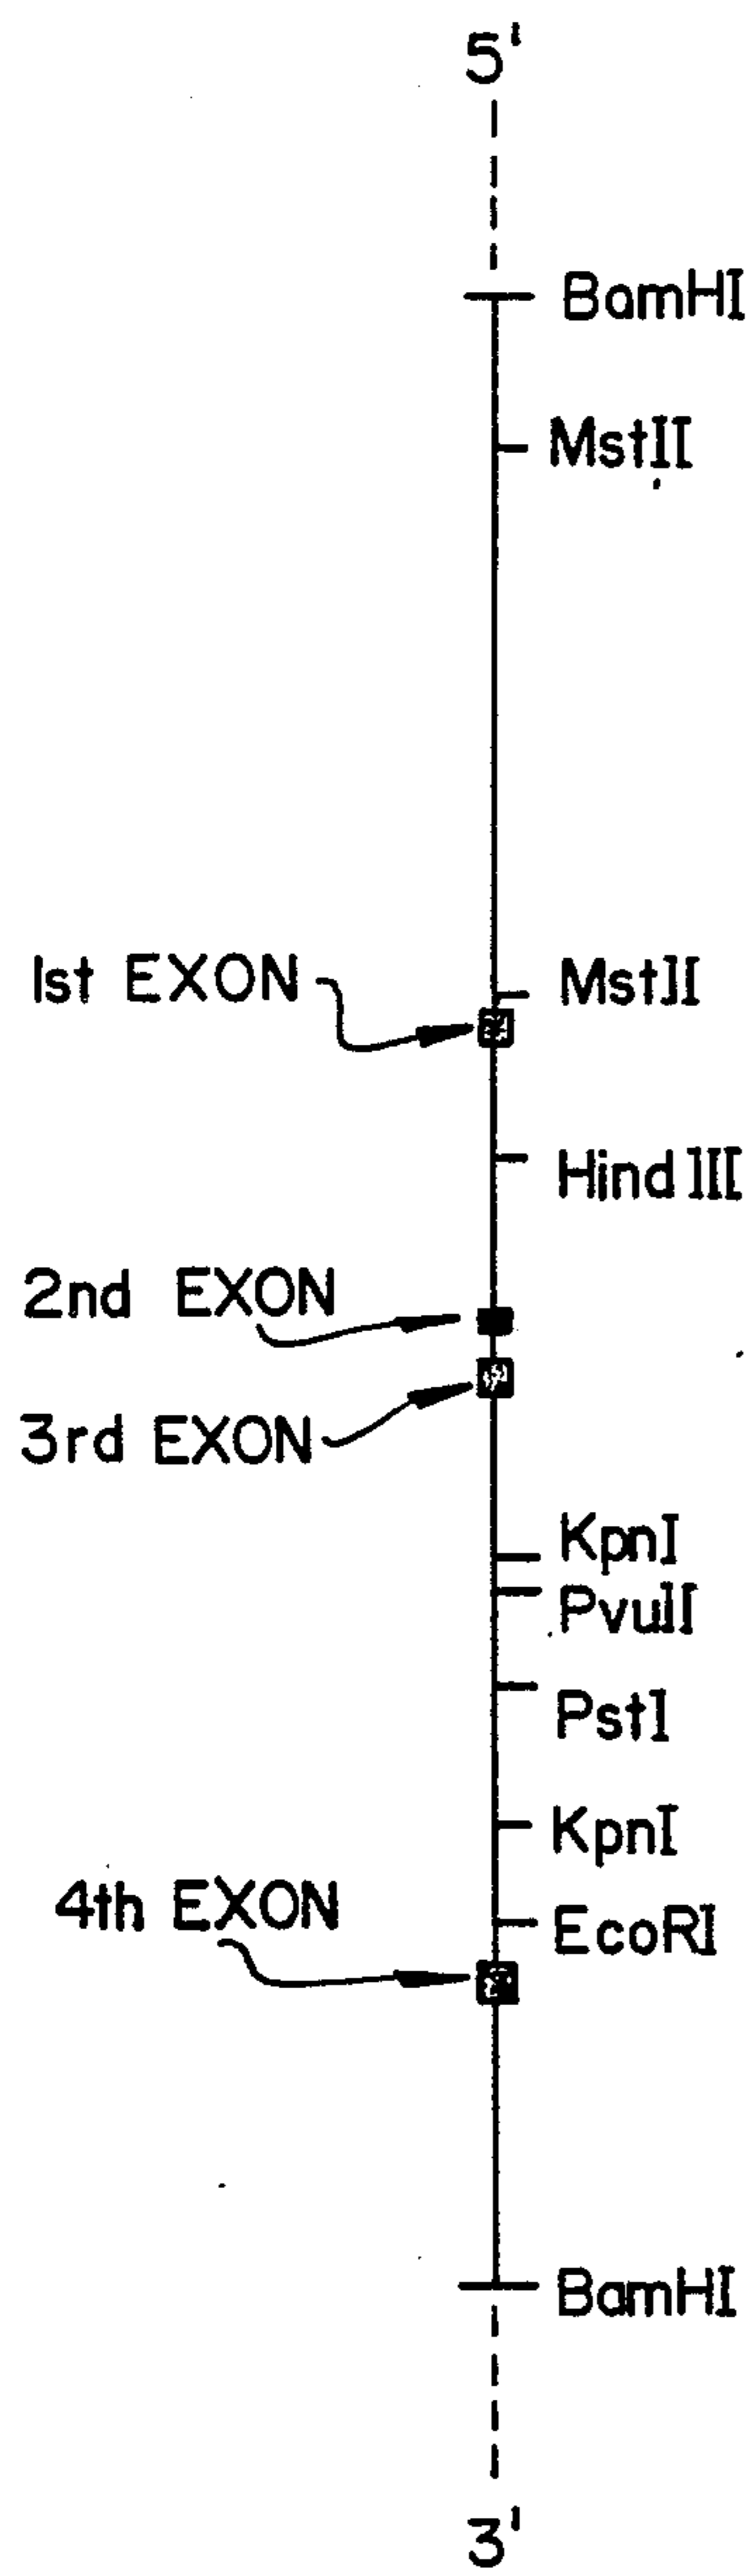 5'
BamHI
MstII
1st EXON
MstII
HindIII
2nd EXON
3rd EXON
KpnI
PvuII
PstI
KpnI
4th EXON
EcoRI
BamHI
3'